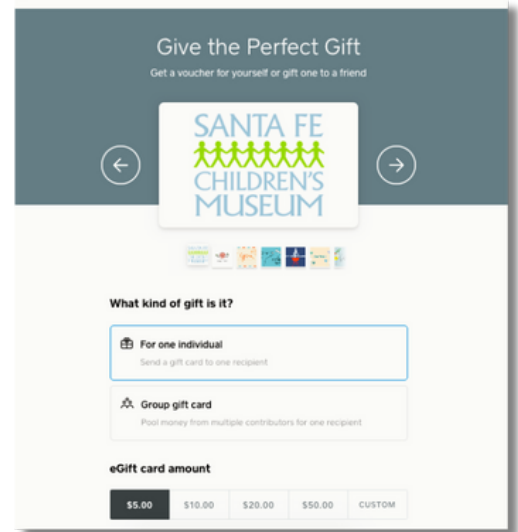 Give the Perfect Gift
Get a voucher for yourself or gift one to a friend
SANTA FE
CHILDREN'S
MUSEUM
What kind of gift is it?
For one individual
Send a gift card to one recipient
Group gift card
Pool money from multiple contributors for one recipient
eGift card amount
$5.00 $10.00 $20.00 $50.00 CUSTOM